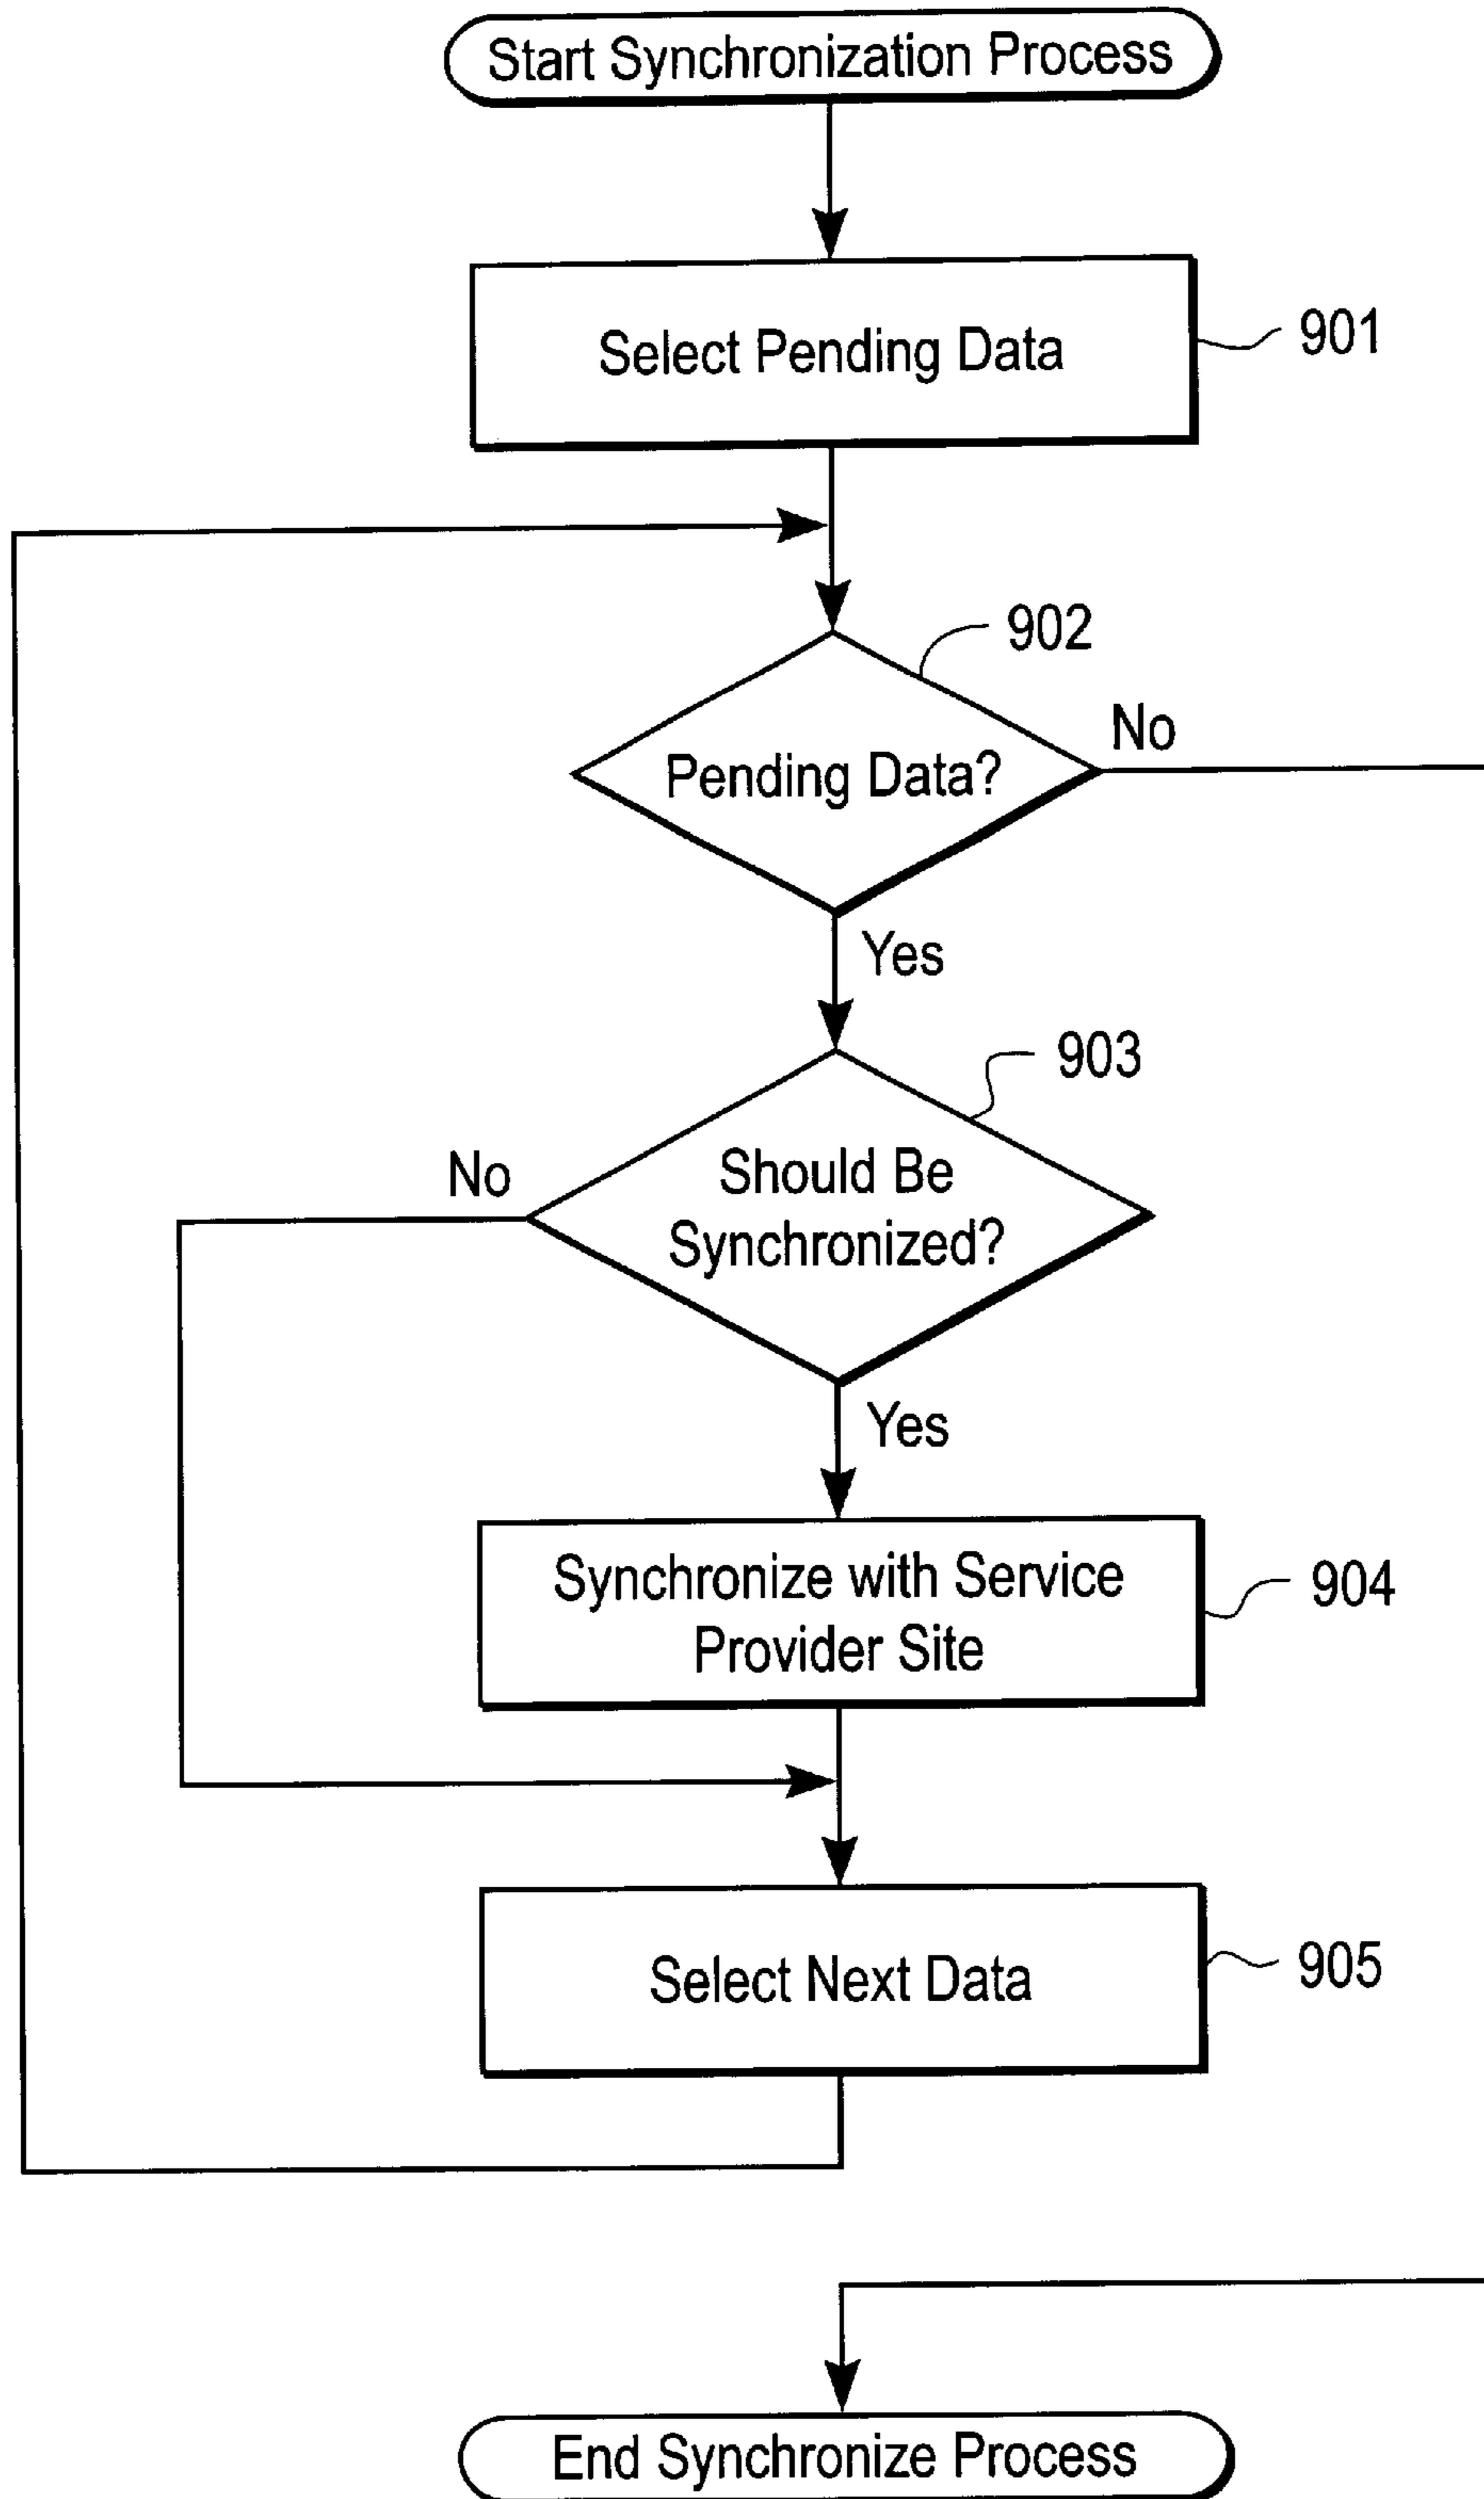 Start Synchronization Process
Select Pending Data
901
902
Pending Data?
No
Yes
903
No
Should Be
Synchronized?
Yes
Synchronize with Service
Provider Site
904
Select Next Data
905
End Synchronize Process